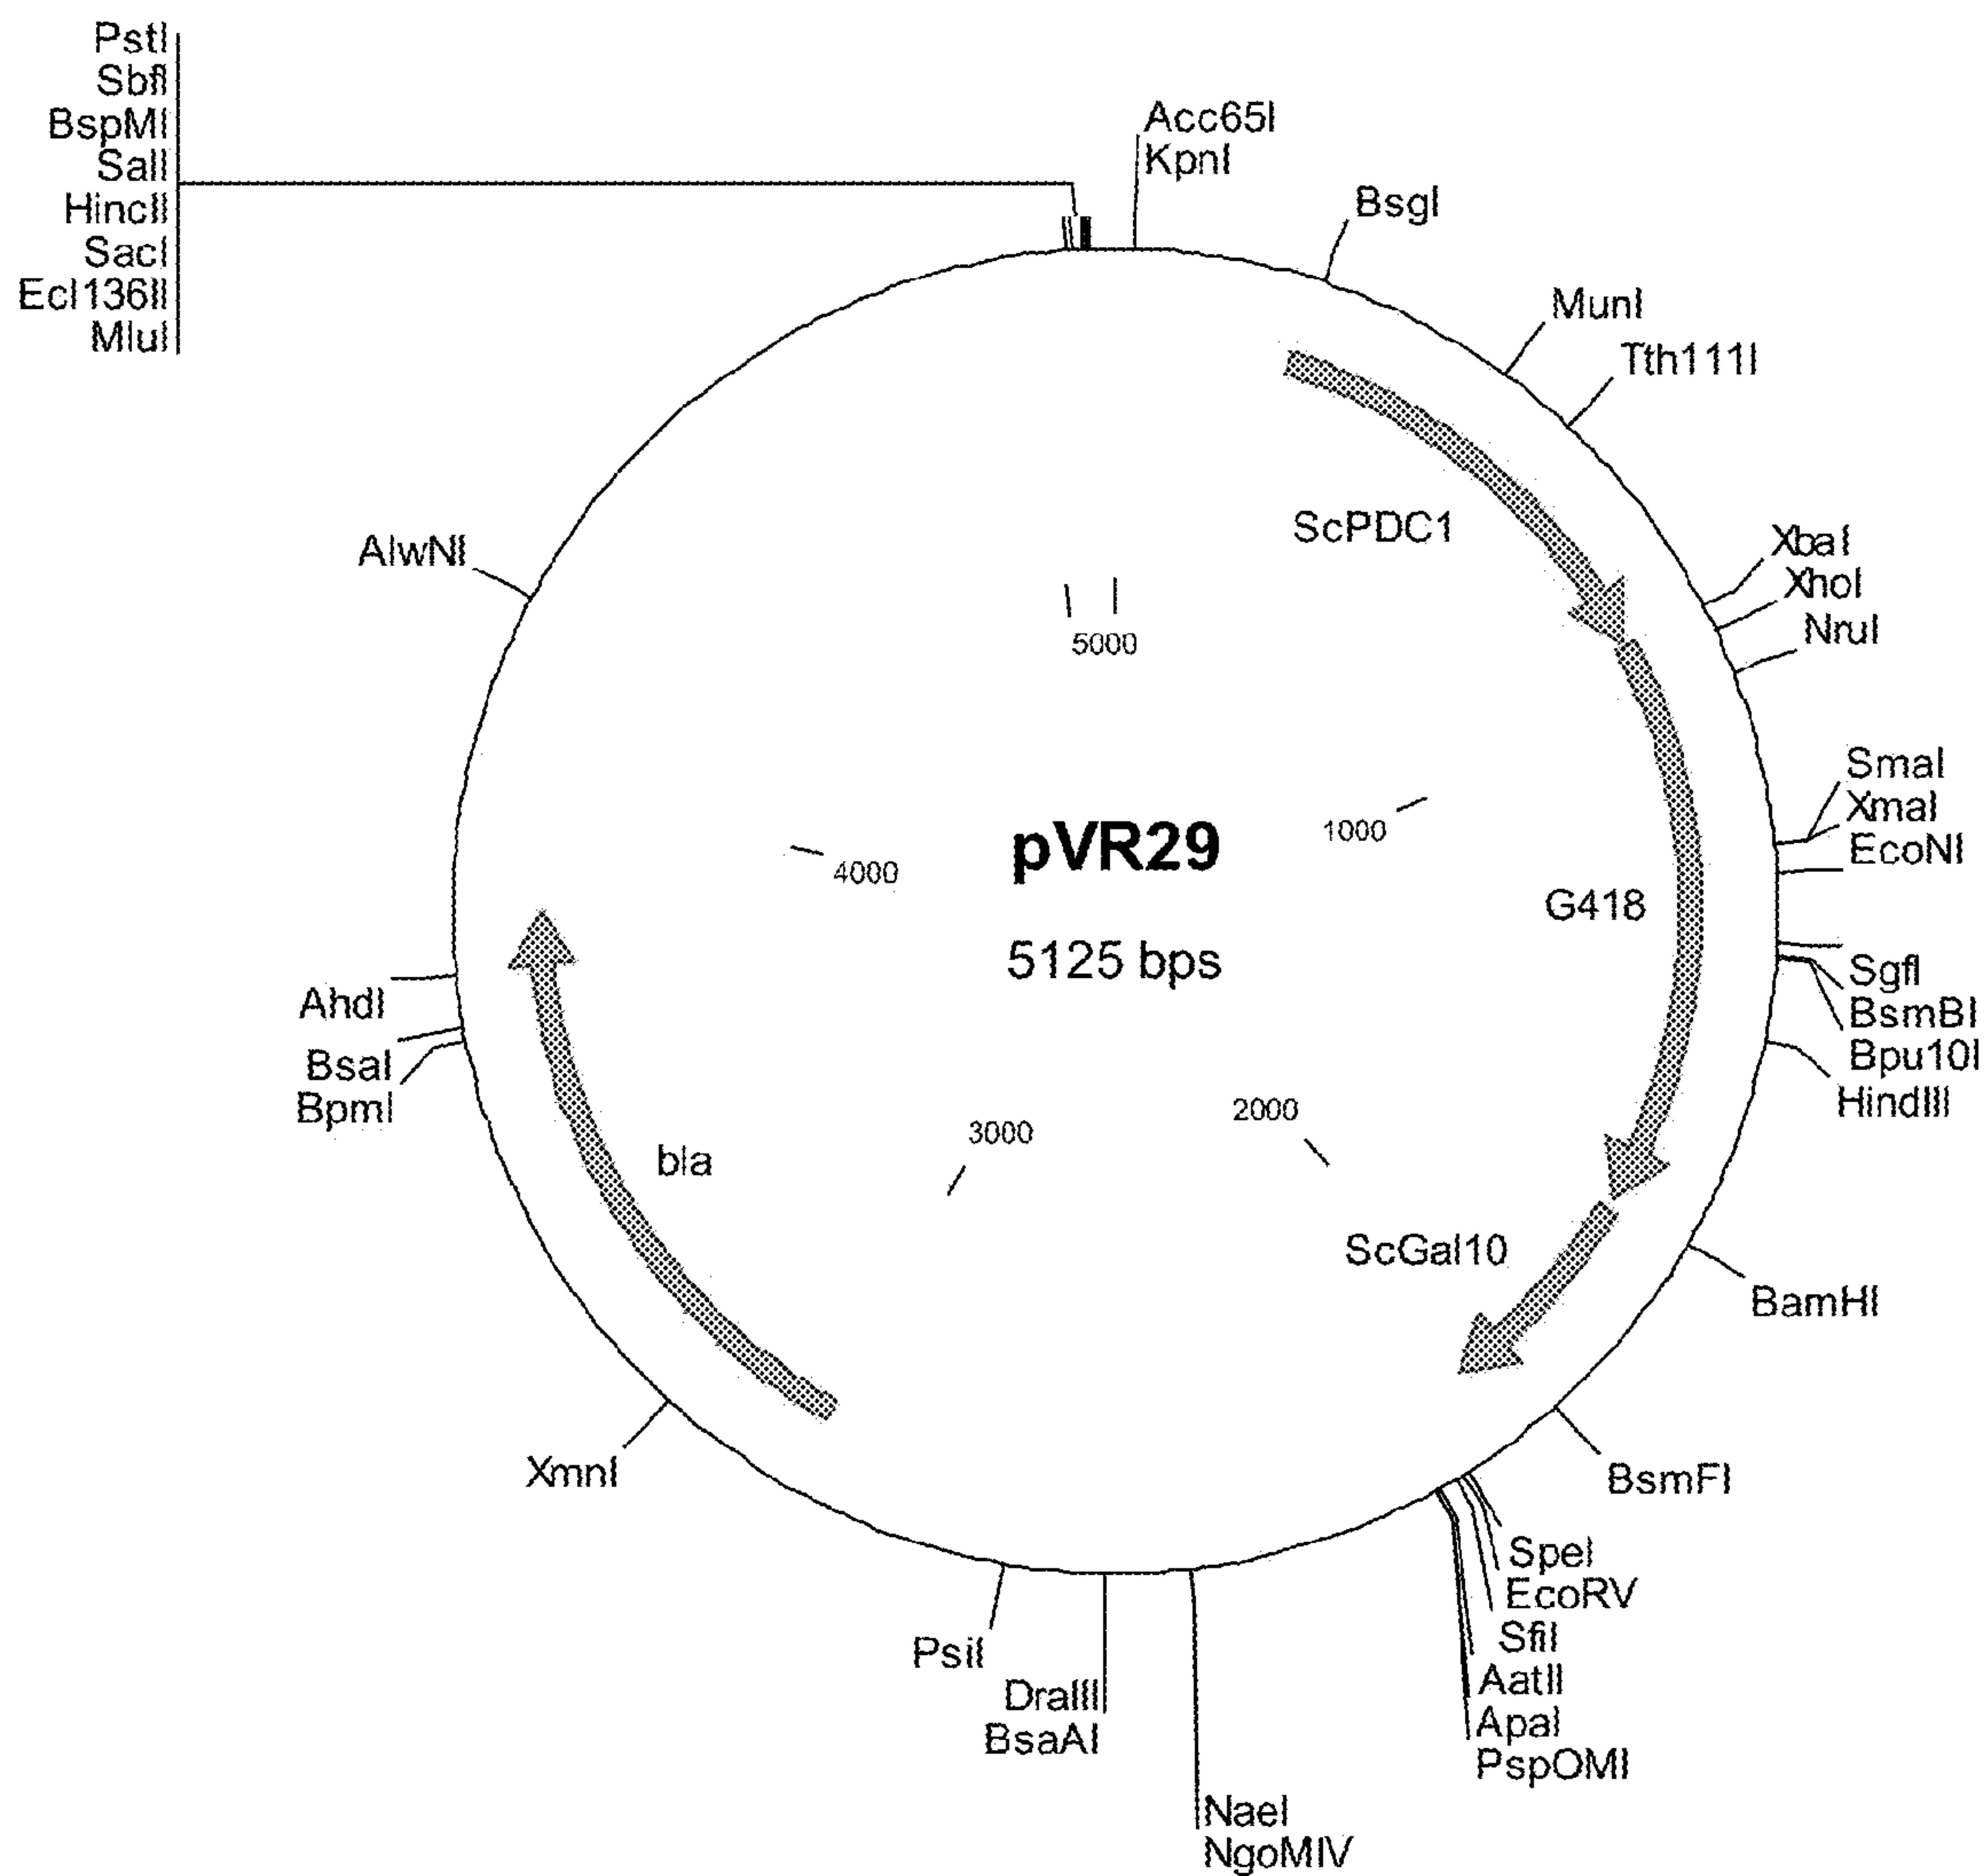 PstI
SbfI
BspMI
SalI
HincII
SacI
Ecl136II
MluI
Acc65I
KpnI
BsgI
MunI
Tth111I
ScPDC1
XbaI
XhoI
NruI
AlwNI
5000
SmaI
XmaI
EcoNI
1000
pVR29
4000
G418
5125 bps
SgfI
BsmBI
Bpu10I
HindIII
AhdI
BsaI
BpmI
2000
3000
bla
ScGal10
BamHI
XmnI
BsmFI
SpeI
EcoRV
SfiI
AatII
ApaI
PspOMI
PsiI
DraIII
BsaAI
NaeI
NgoMIV